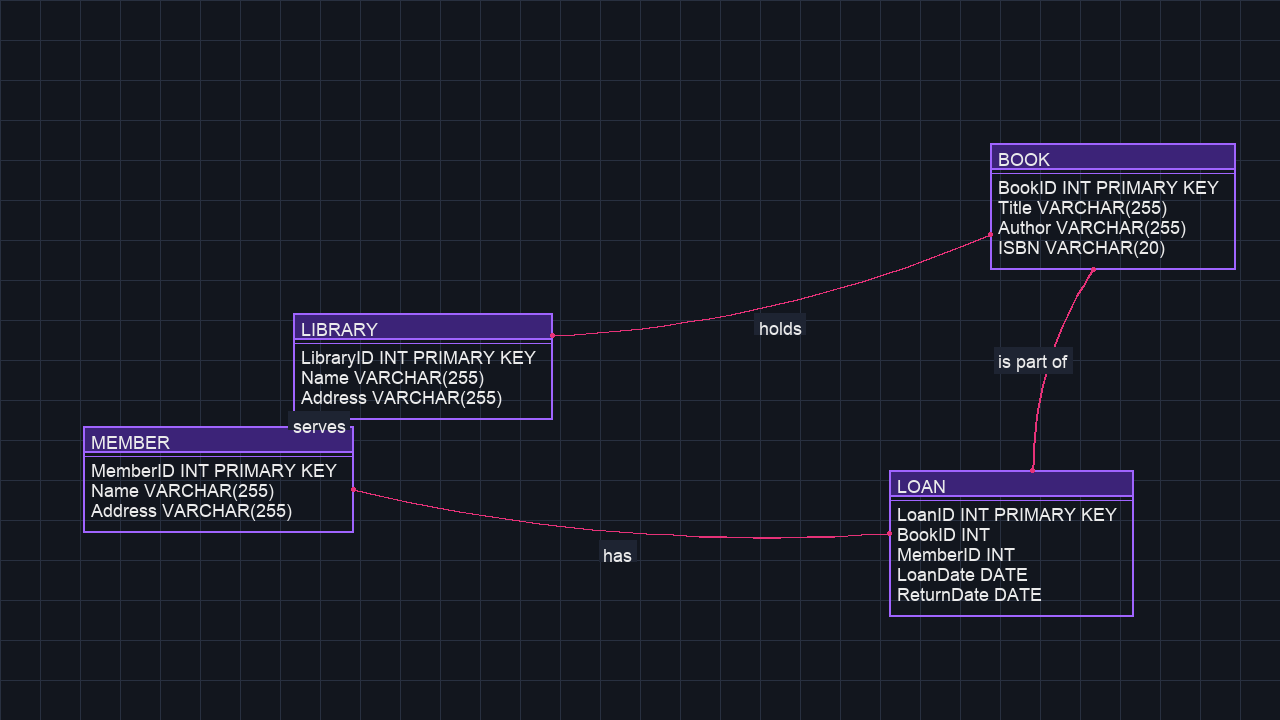 BOOK
BookID INT PRIMARY KEY
Title VARCHAR(255)
Author VARCHAR(255)
ISBN VARCHAR(20)
holds
LIBRARY
LibraryID INT PRIMARY KEY
Name VARCHAR(255)
Address VARCHAR(255)
is part of
serves
MEMBER
MemberID INT PRIMARY KEY
Name VARCHAR(255)
Address VARCHAR(255)
has
LOAN
LoanID INT PRIMARY KEY
BookID INT
MemberID INT
LoanDate DATE
ReturnDate DATE